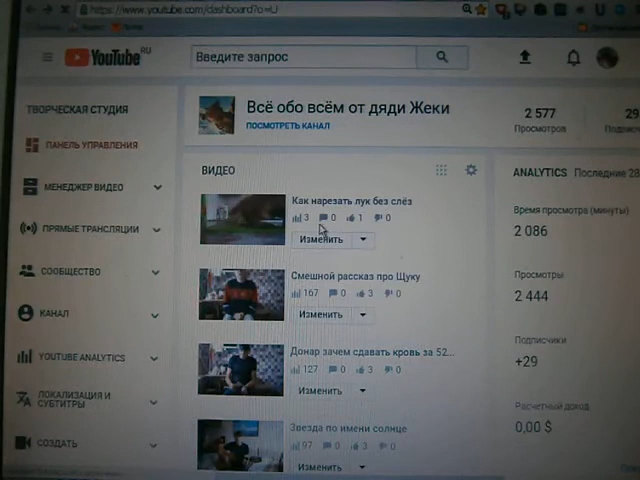 https://www.youtube.com/dashboard?o=U
YouTube RU
Введите запрос
ТВОРЧЕСКАЯ СТУДИЯ
ПАНЕЛЬ УПРАВЛЕНИЯ
МЕНЕДЖЕР ВИДЕО
ПРЯМЫЕ ТРАНСЛЯЦИИ
СООБЩЕСТВО
КАНАЛ
YOUTUBE ANALYTICS
ЛОКАЛИЗАЦИЯ И
СУБТИТРЫ
СОЗДАТЬ
Всё обо всём от дяди Жеки
ПОСМОТРЕТЬ КАНАЛ
2 577
Просмотров
29
ВИДЕО
Как нарезать лук без слёз
3 0 1 0
Изменить
Смешной рассказ про Щуку
167 0 3 0
Изменить
Донар зачем сдавать кровь за 52...
127 0 3 0
Изменить
Звезда по имени солнце
97 0 3 0
Изменить
ANALYTICS Последние 28
Время просмотра (минуты)
2 086
Просмотры
2 444
Подписчики
+29
Расчетный доход
0,00 $